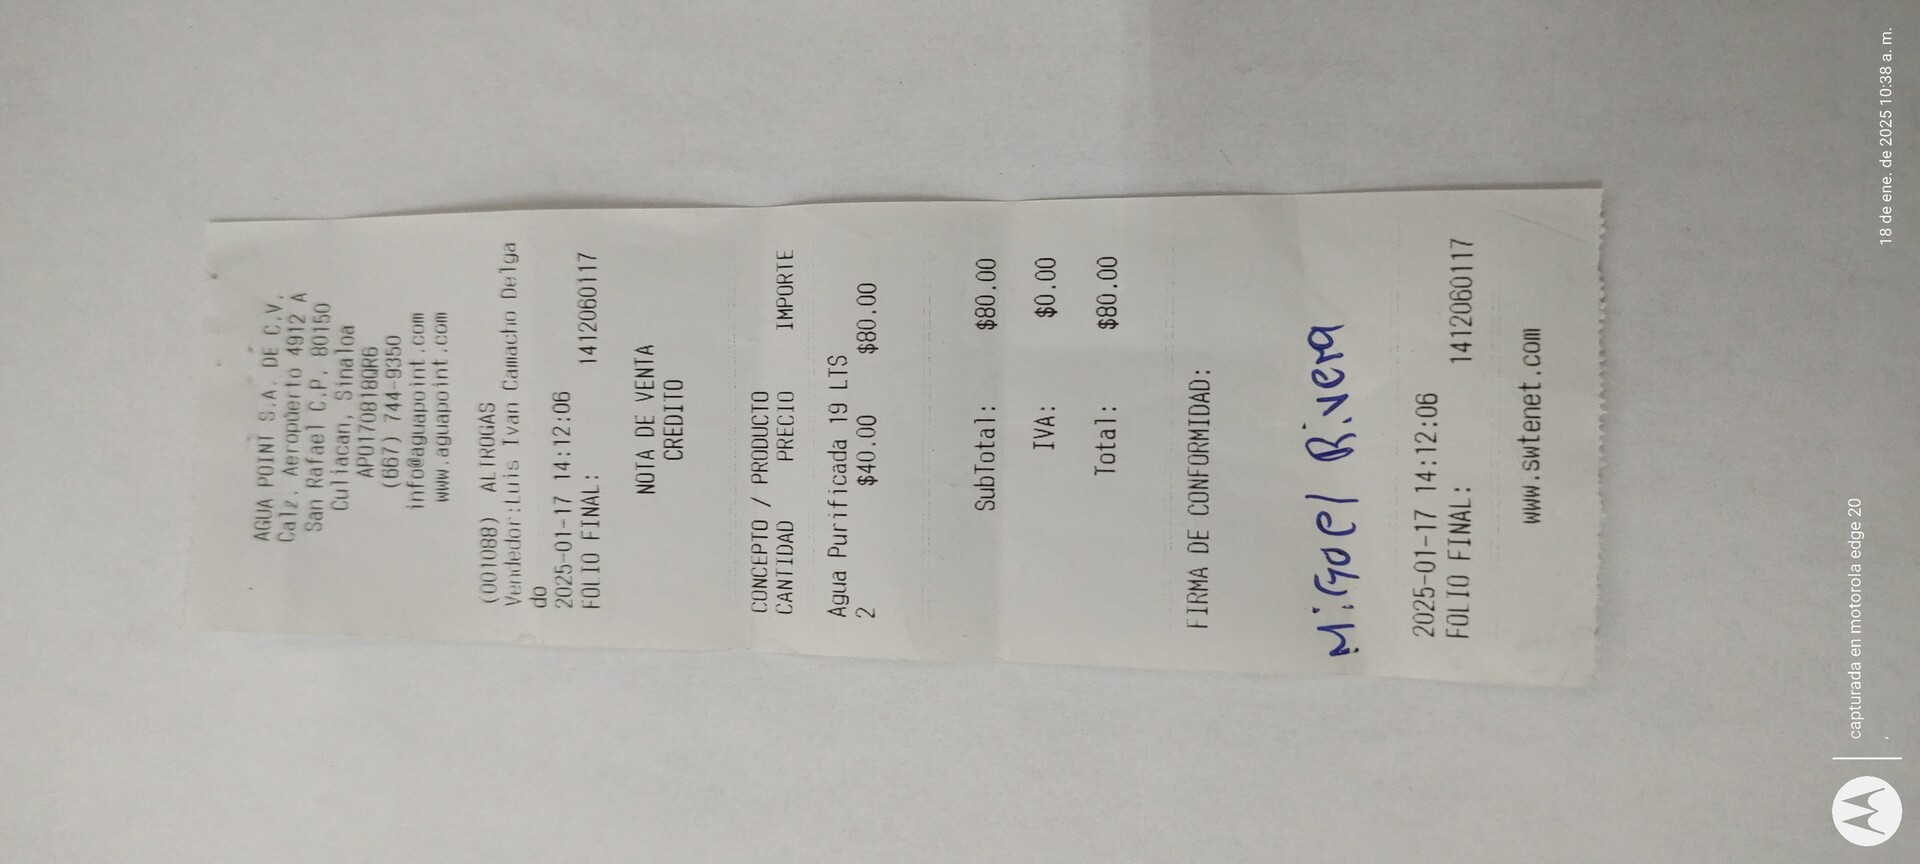 AGUA POINT S.A. DE C.V.
Calz. Aeropuerto 4912 A
San Rafael C.P. 80150
Culiacan, Sinaloa
APO170818QR6
(667) 744-9350
info@aguapoint.com
www.aguapoint.com
(001088) ALTROGAS
Vendedor:Luis Ivan Camacho Delga
do
2025-01-17 14:12:06
FOLIO FINAL: 1412060117
NOTA DE VENTA
CREDITO
CONCEPTO / PRODUCTO
CANTIDAD PRECIO IMPORTE
Agua Purificada 19 LTS
2 $40.00 $80.00
SubTotal: $80.00
IVA: $0.00
Total: $80.00
FIRMA DE CONFORMIDAD:
Miguel Rivera
2025-01-17 14:12:06
FOLIO FINAL: 1412060117
www.swtenet.com
capturada en motorola edge 20
18 de ene. de 2025 10:38 a. m.